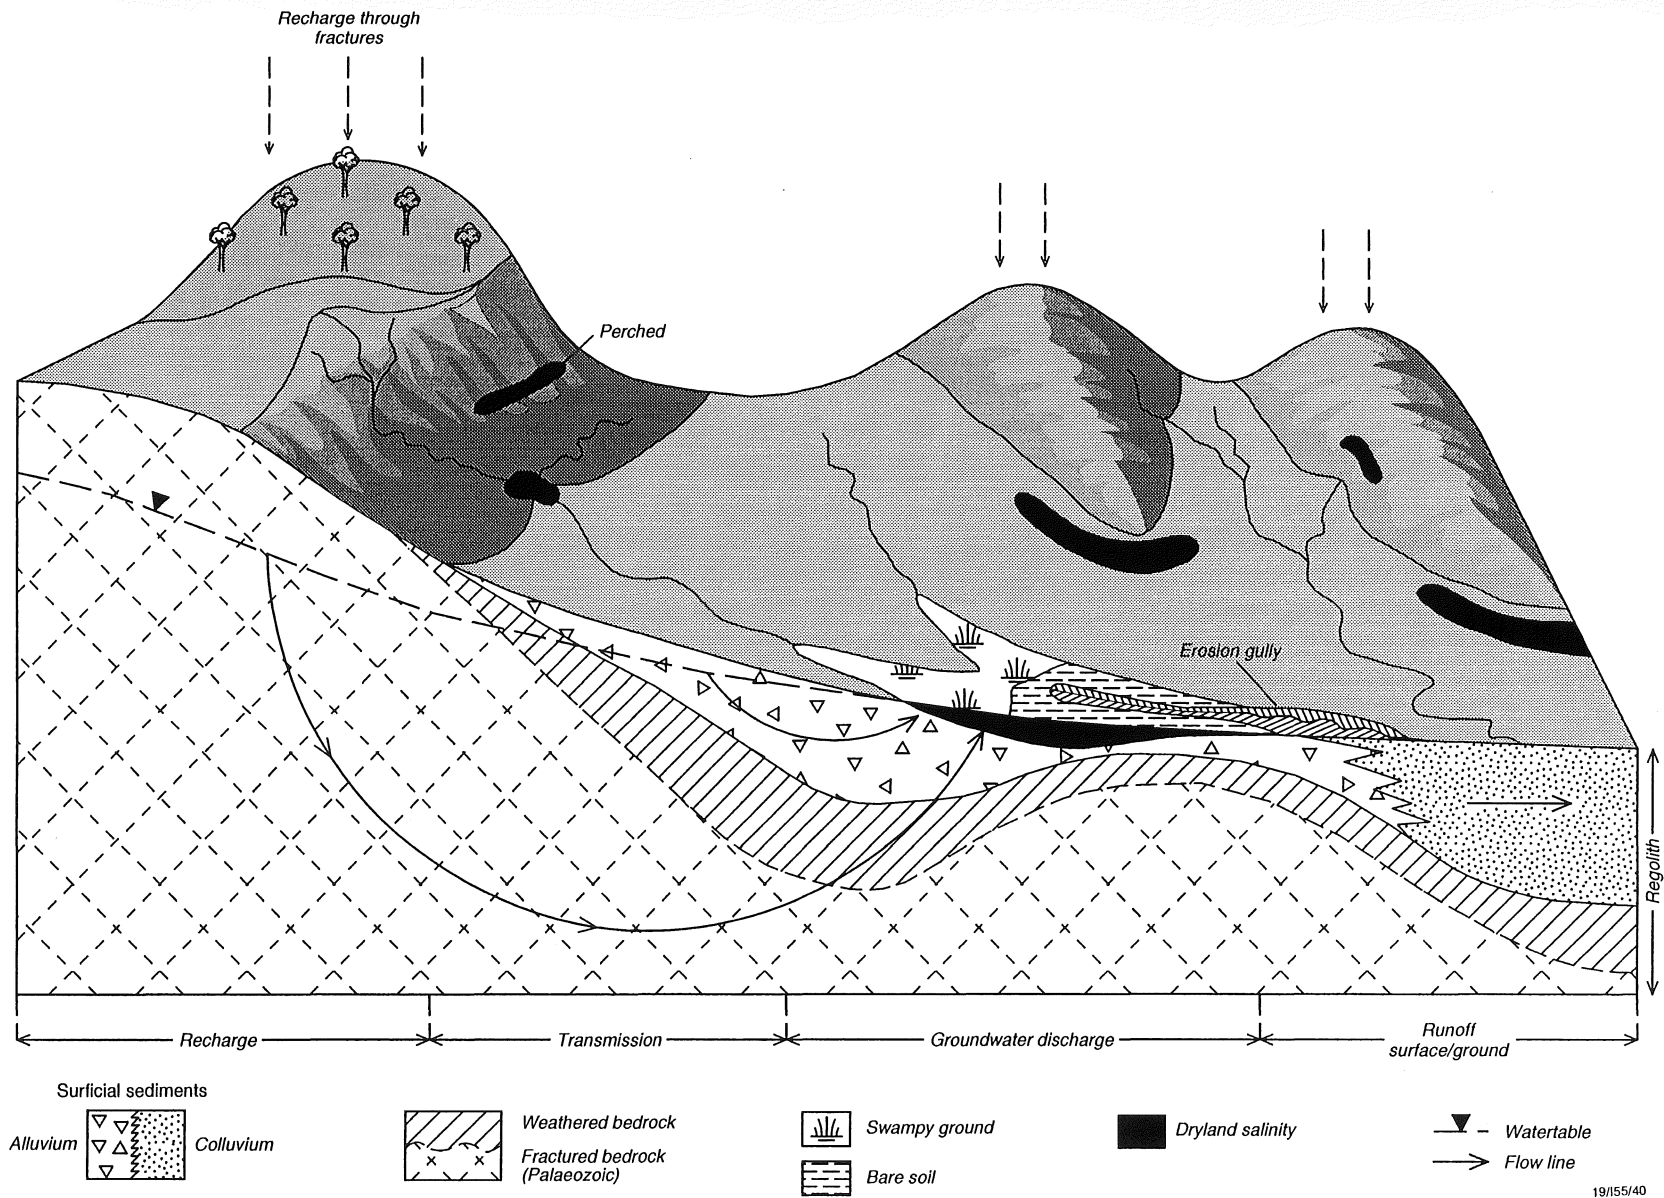 Recharge through
fractures
Perched
Erosion gully
Regolith
Recharge
Transmission
Groundwater discharge
Runoff
surface/ground
Surficial sediments
Alluvium
Colluvium
Weathered bedrock
Fractured bedrock
(Palaeozoic)
Swampy ground
Bare soil
Dryland salinity
Watertable
Flow line
19/I55/40